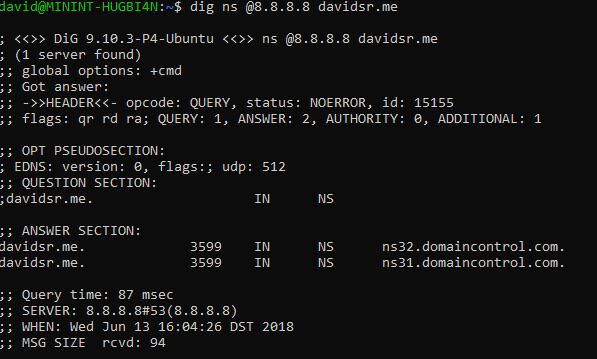 david@MININT-HUGBI4N:~$ dig ns @8.8.8.8 davidsr.me
; <<>> DiG 9.10.3-P4-Ubuntu <<>> ns @8.8.8.8 davidsr.me
; (1 server found)
;; global options: +cmd
;; Got answer:
;; ->>HEADER<<- opcode: QUERY, status: NOERROR, id: 15155
;; flags: qr rd ra; QUERY: 1, ANSWER: 2, AUTHORITY: 0, ADDITIONAL: 1
;; OPT PSEUDOSECTION:
; EDNS: version: 0, flags:; udp: 512
;; QUESTION SECTION:
;davidsr.me. IN NS
;; ANSWER SECTION:
davidsr.me. 3599 IN NS ns32.domaincontrol.com.
davidsr.me. 3599 IN NS ns31.domaincontrol.com.
;; Query time: 87 msec
;; SERVER: 8.8.8.8#53(8.8.8.8)
;; WHEN: Wed Jun 13 16:04:26 DST 2018
;; MSG SIZE rcvd: 94